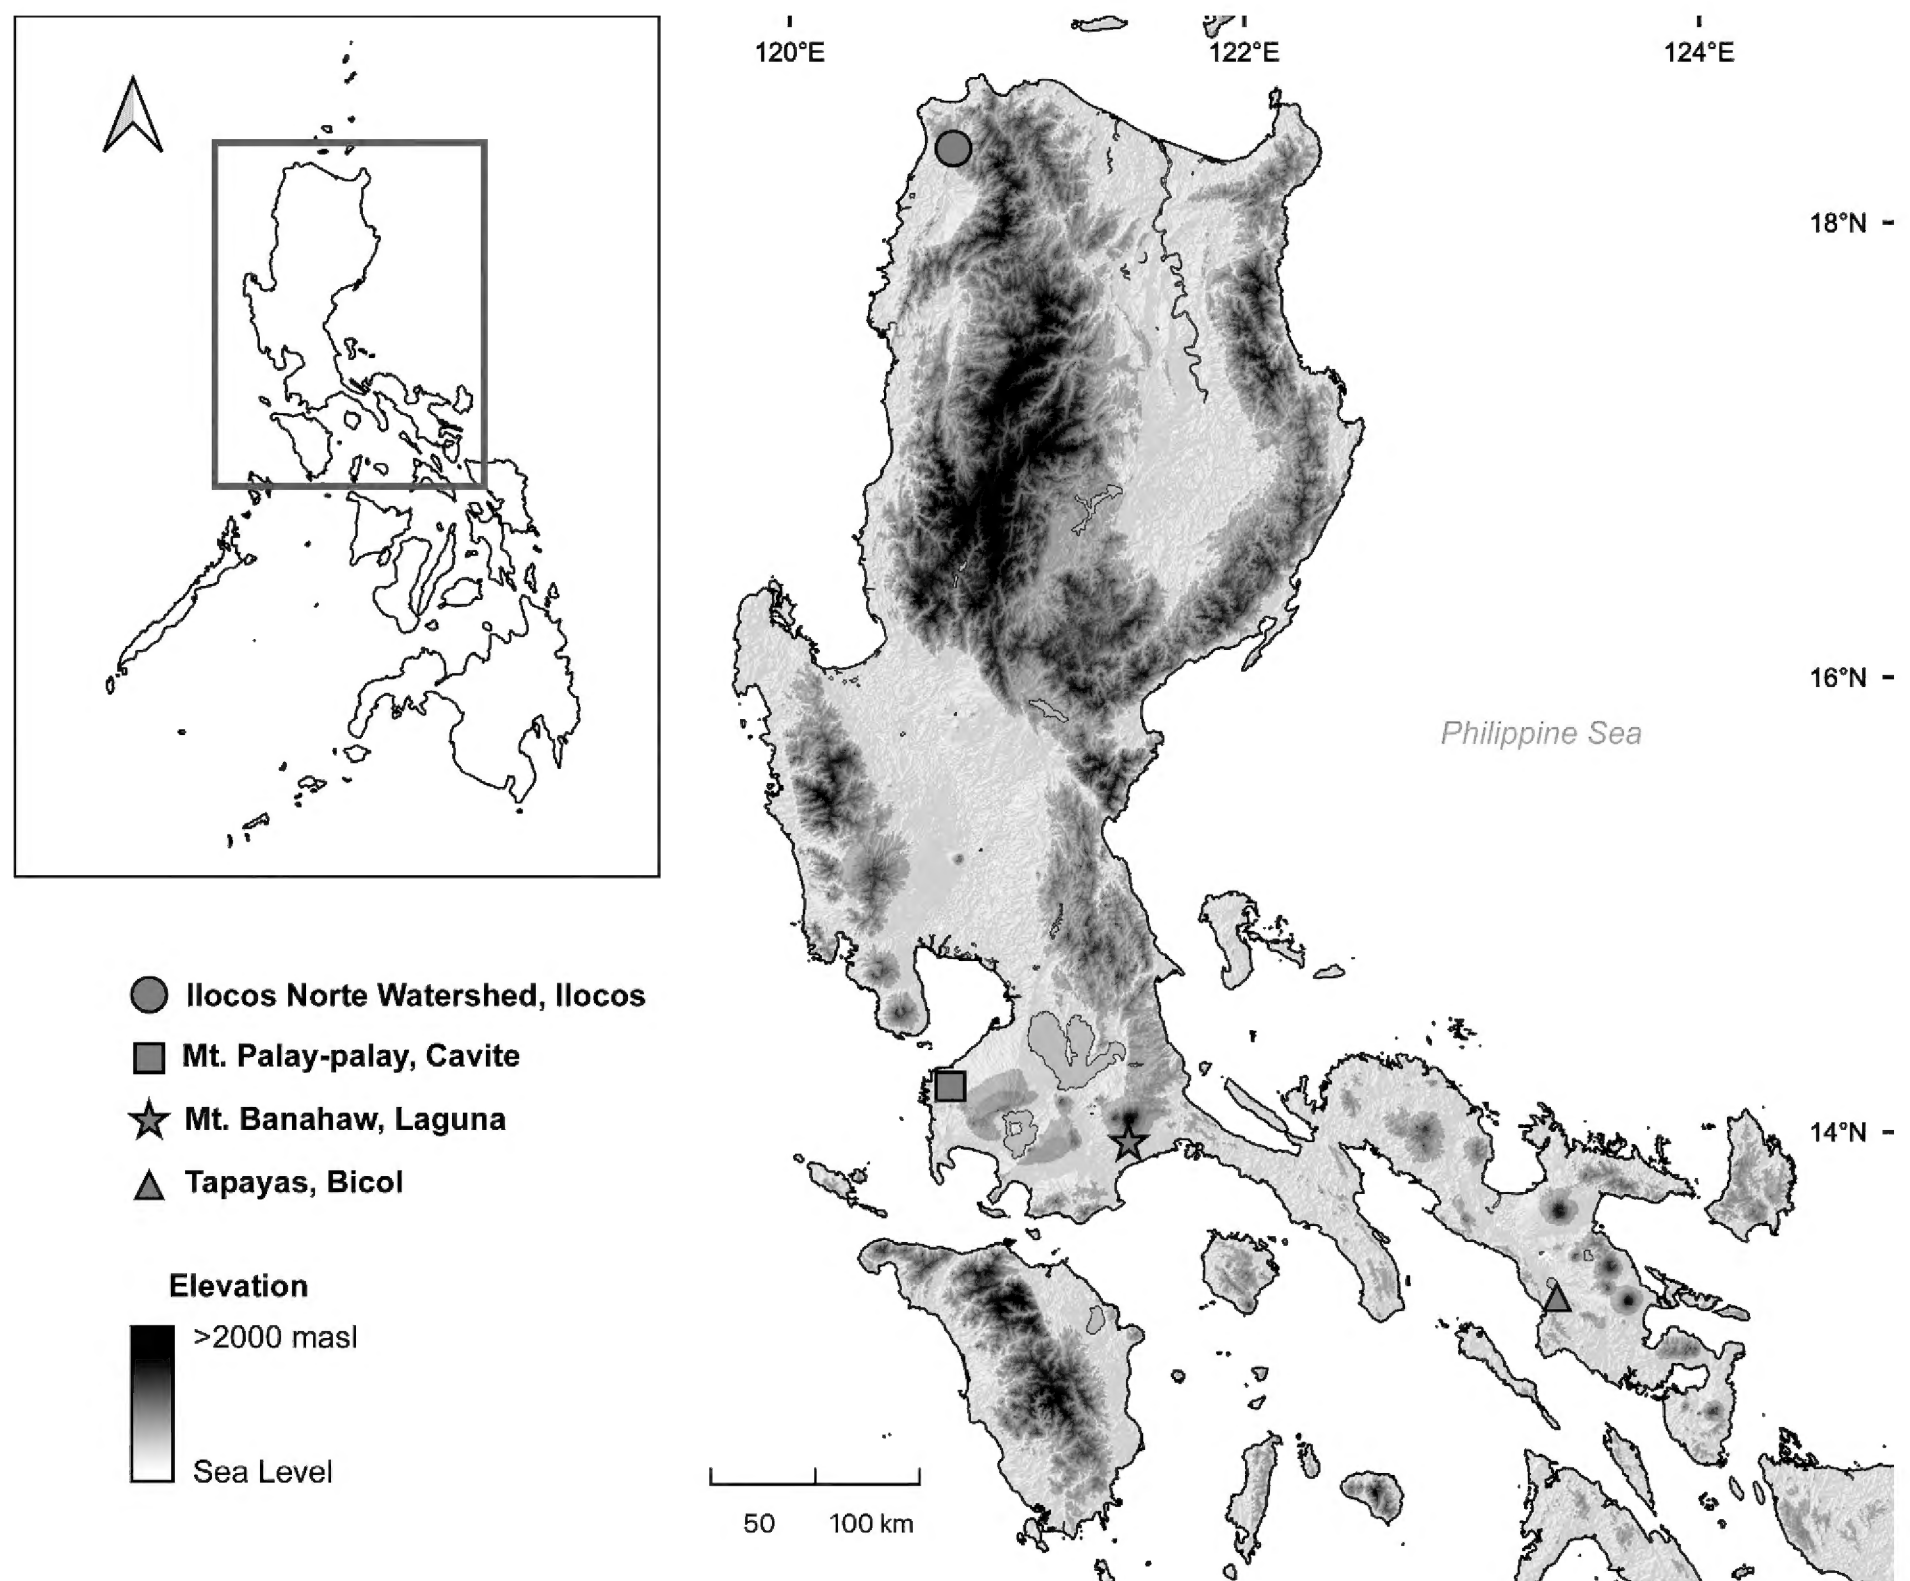 120°E
122°E
124°E
18°N
16°N
Philippine Sea
14°N
Ilocos Norte Watershed, Ilocos
Mt. Palay-palay, Cavite
Mt. Banahaw, Laguna
Tapayas, Bicol
Elevation
>2000 masl
Sea Level
50
100 km